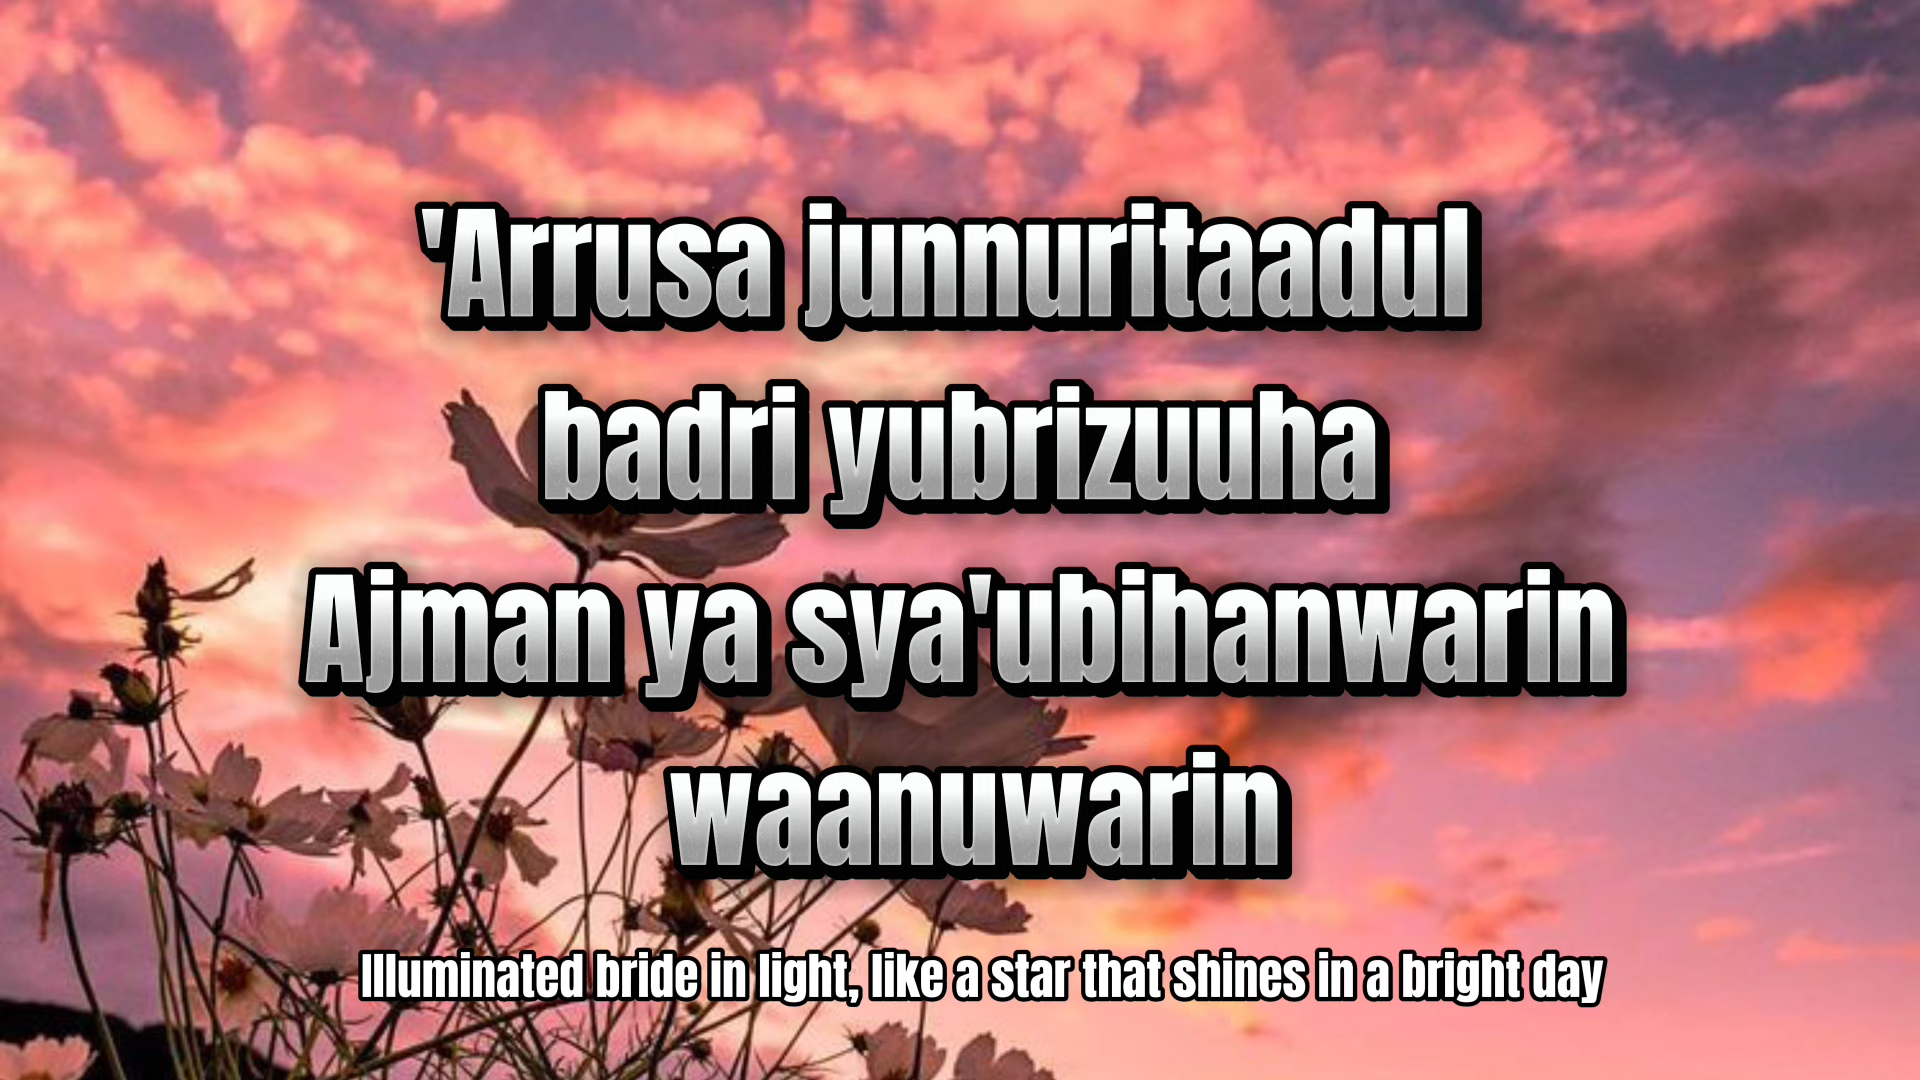 'Arrusa junnuritaadul
badri yubrizuuha
Ajman ya sya'ubihanwarin
waanuwarin
Illuminated bride in light, like a star that shines in a bright day